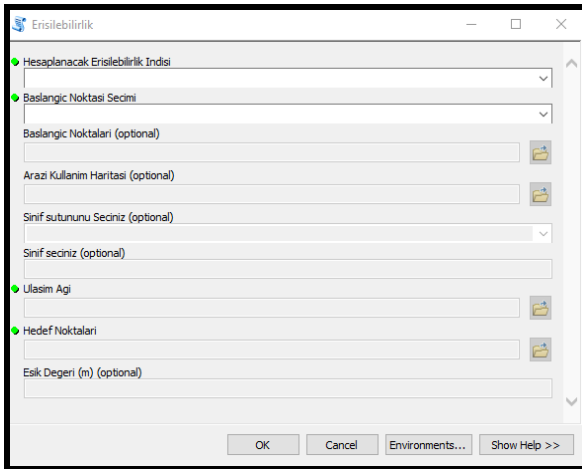 Erisilebilirlik
Hesaplanacak Erisilebilirlik Indisi
Baslangic Noktasi Secimi
Baslangic Noktalari (optional)
Arazi Kullanim Haritasi (optional)
Sinif sutununu Seciniz (optional)
Sinif seciniz (optional)
Ulasim Agi
Hedef Noktalari
Esik Degeri (m) (optional)
OK Cancel Environments... Show Help >>